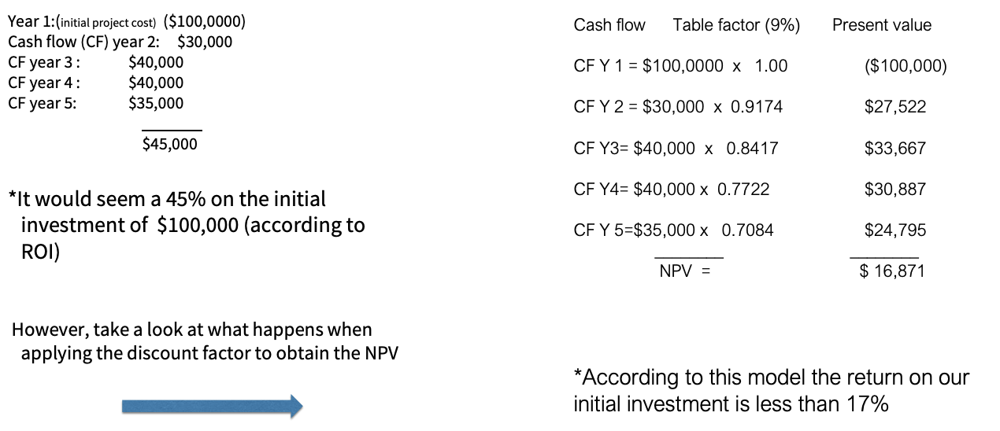 Year 1:(initial project cost) ($100,0000)
Cash flow (CF) year 2: $30,000
CF year 3 : $40,000
CF year 4 : $40,000
CF year 5: $35,000
$45,000
*It would seem a 45% on the initial
investment of $100,000 (according to
ROI)
However, take a look at what happens when
applying the discount factor to obtain the NPV
Cash flow Table factor (9%) Present value
CF Y 1 = $100,0000 x 1.00 ($100,000)
CF Y 2 = $30,000 x 0.9174 $27,522
CF Y3= $40,000 x 0.8417 $33,667
CF Y4= $40,000 x 0.7722 $30,887
CF Y 5=$35,000 x 0.7084 $24,795
NPV = $ 16,871
*According to this model the return on our
initial investment is less than 17%